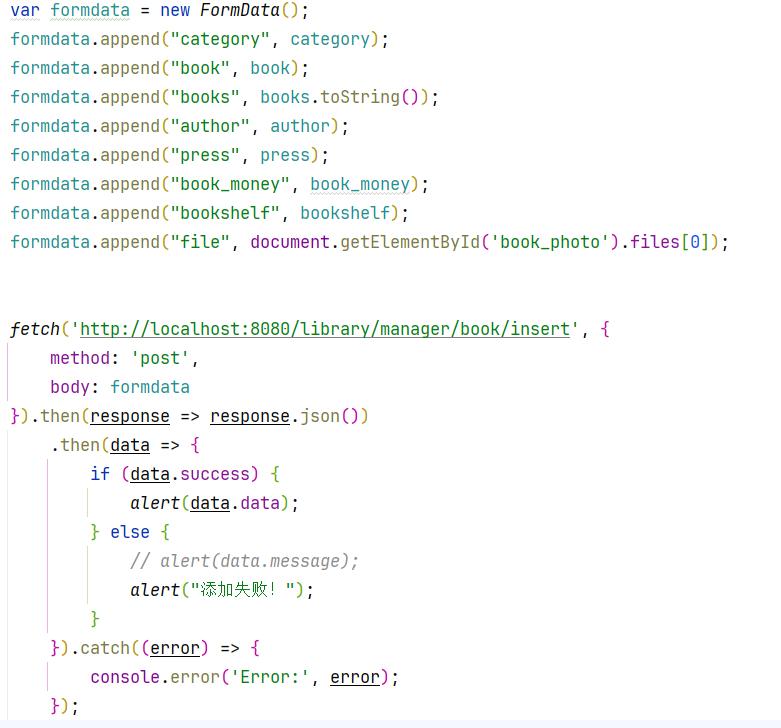 var formdata = new FormData();
formdata.append("category", category);
formdata.append("book", book);
formdata.append("books", books.toString());
formdata.append("author", author);
formdata.append("press", press);
formdata.append("book_money", book_money);
formdata.append("bookshelf", bookshelf);
formdata.append("file", document.getElementById('book_photo').files[0]);
fetch('http://localhost:8080/library/manager/book/insert', {
    method: 'post',
    body: formdata
}).then(response => response.json())
    .then(data => {
        if (data.success) {
            alert(data.data);
        } else {
            // alert(data.message);
            alert("添加失败！");
        }
    }).catch((error) => {
        console.error('Error:', error);
    });